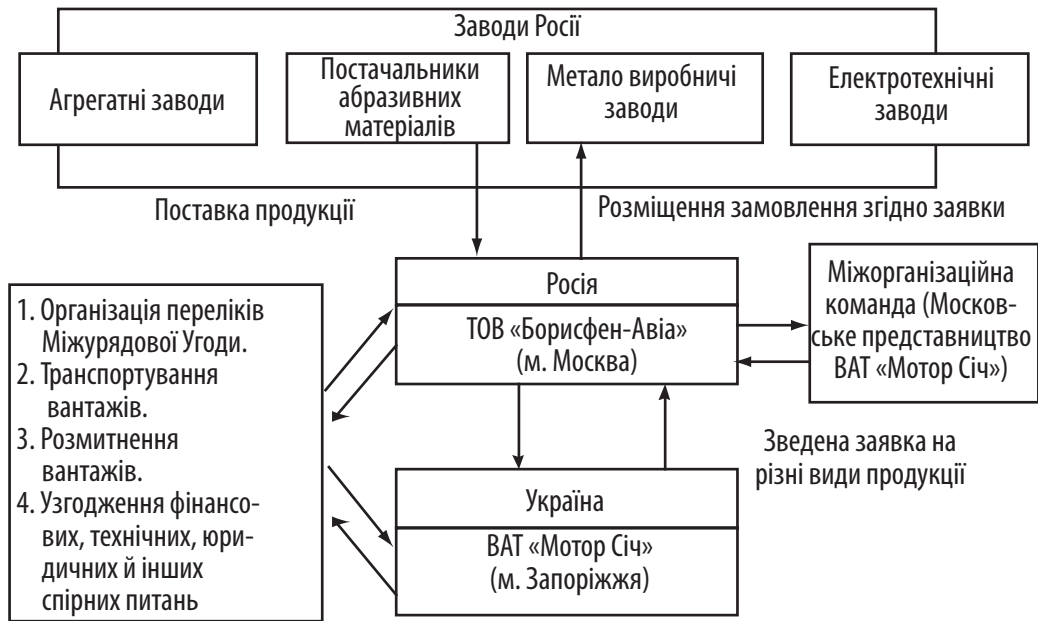 Заводи Росії
Агрегатні заводи
Постачальники
абразивних
матеріалів
Метало виробничі
заводи
Електротехнічні
заводи
Поставка продукції
Розміщення замовлення згідно заявки
1. Організація переліків
Міжурядової Угоди.
2. Транспортування
вантажів.
3. Розмитнення
вантажів.
4. Узгодження фінансо-
вих, технічних, юри-
дичних й інших
спірних питань
Росія
ТОВ «Борисфен-Авіа»
(м. Москва)
Міжорганізаційна
команда (Москов-
ське представництво
ВАТ «Мотор Січ»)
Зведена заявка на
різні види продукції
Україна
ВАТ «Мотор Січ»
(м. Запоріжжя)